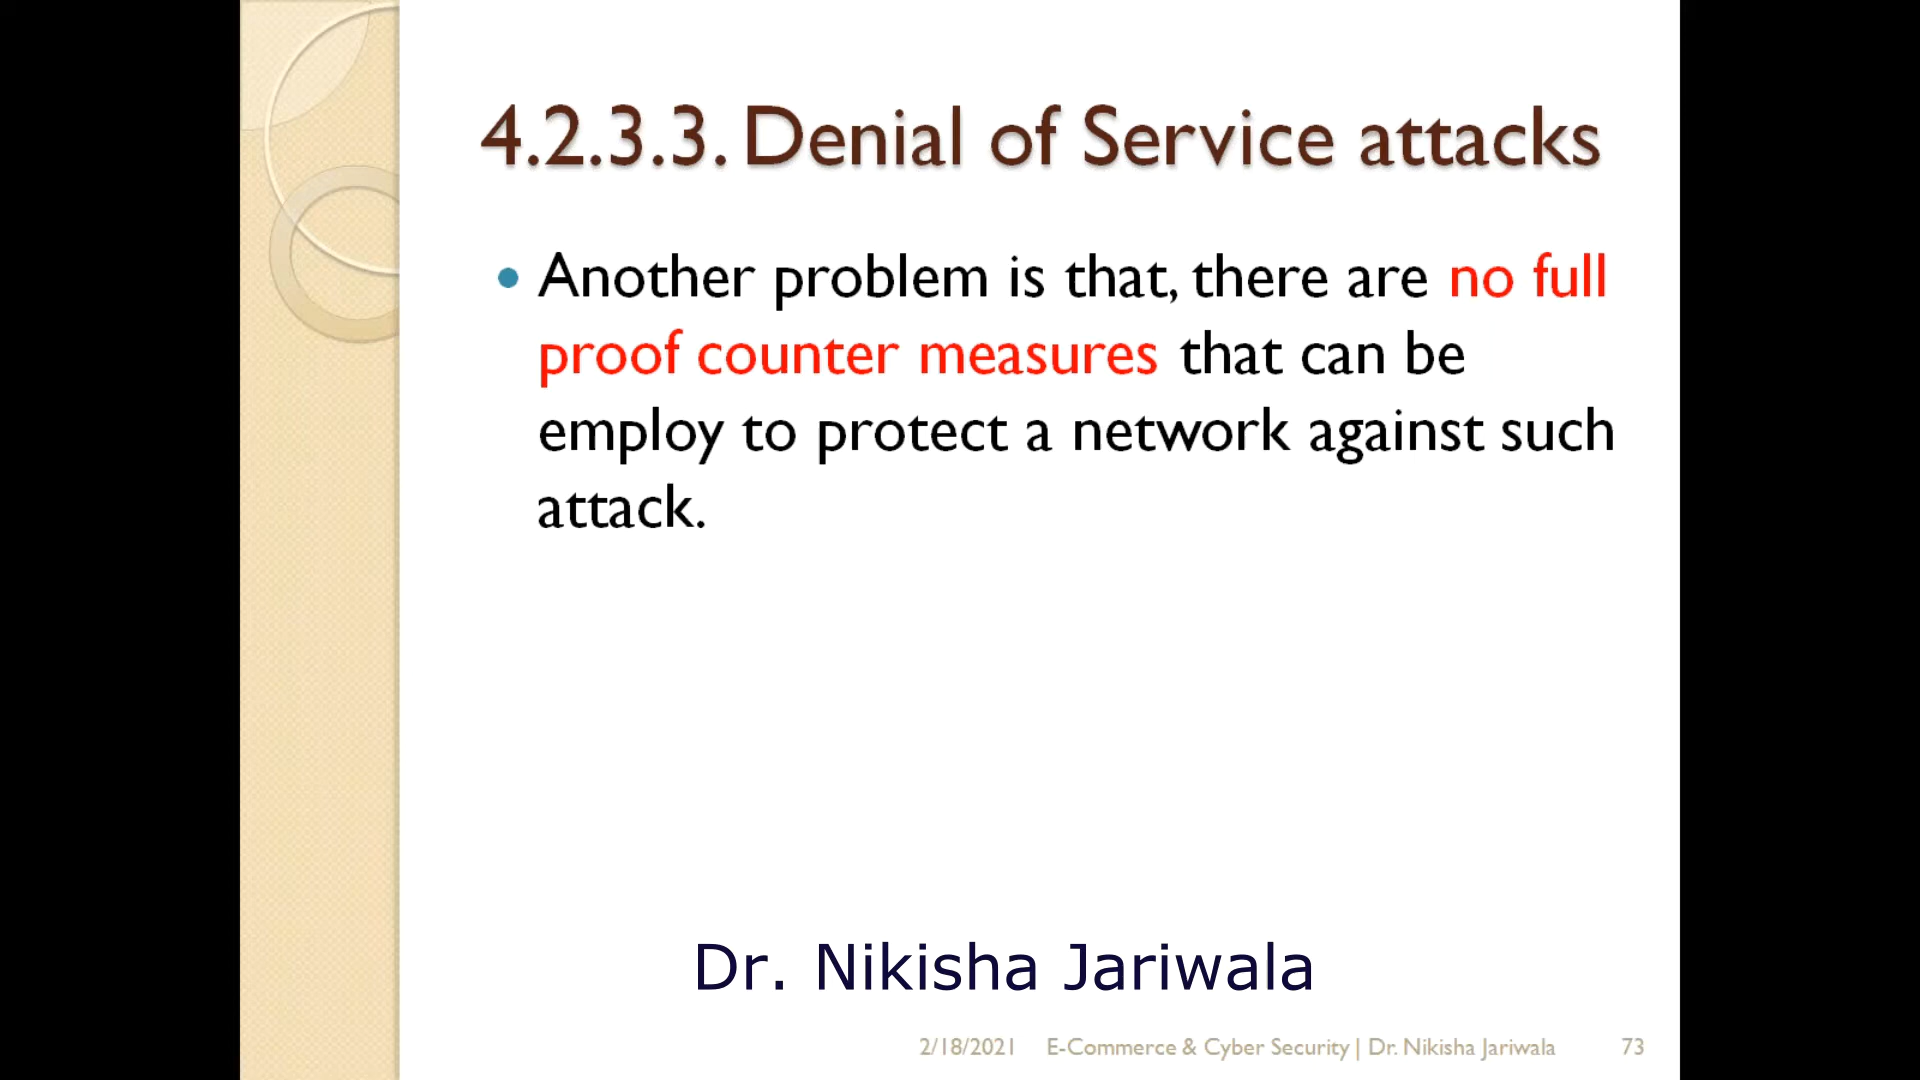 4.2.3.3. Denial of Service attacks
• Another problem is that, there are no full
proof counter measures that can be
employ to protect a network against such
attack.
Dr. Nikisha Jariwala
2/18/2021 E-Commerce & Cyber Security | Dr. Nikisha Jariwala 73